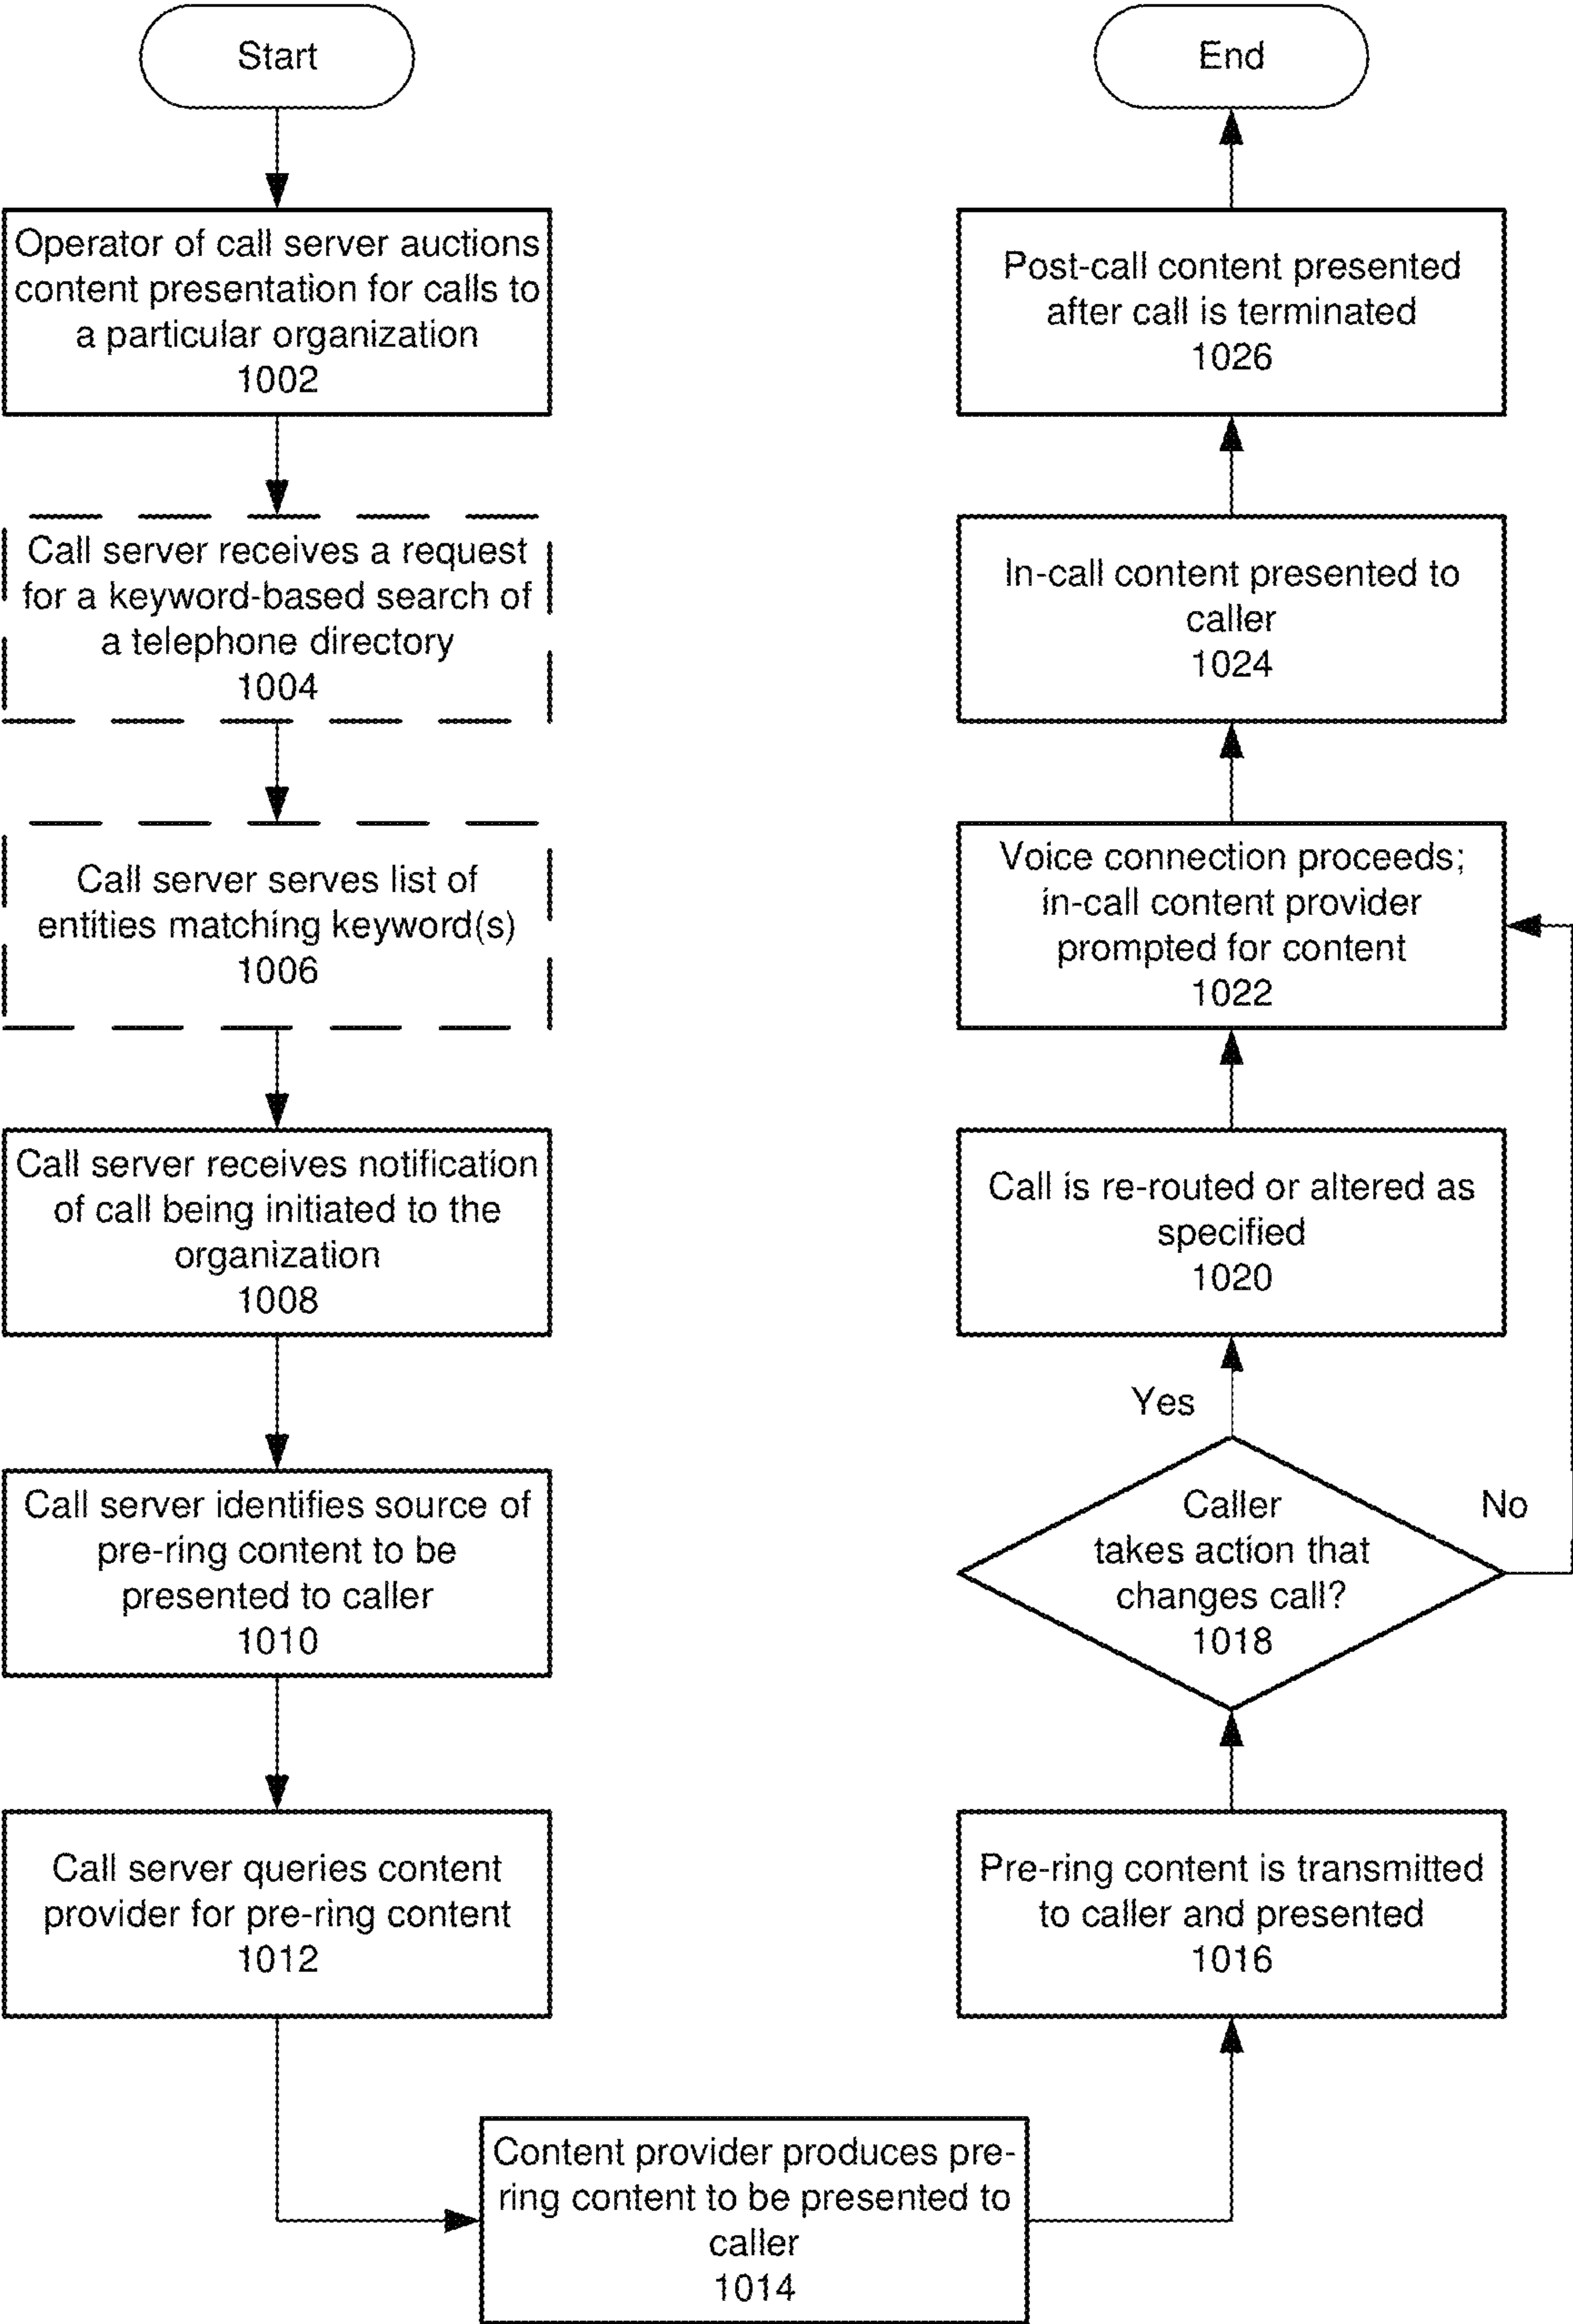 Start
Operator of call server auctions
content presentation for calls to
a particular organization
1002
Call server receives a request
for a keyword-based search of
a telephone directory
1004
Call server serves list of
entities matching keyword(s)
1006
Call server receives notification
of call being initiated to the
organization
1008
Call server identifies source of
pre-ring content to be
presented to caller
1010
Call server queries content
provider for pre-ring content
1012
Content provider produces pre-
ring content to be presented to
caller
1014
Pre-ring content is transmitted
to caller and presented
1016
Caller
takes action that
changes call?
1018
Yes
No
Call is re-routed or altered as
specified
1020
Voice connection proceeds;
in-call content provider
prompted for content
1022
In-call content presented to
caller
1024
Post-call content presented
after call is terminated
1026
End